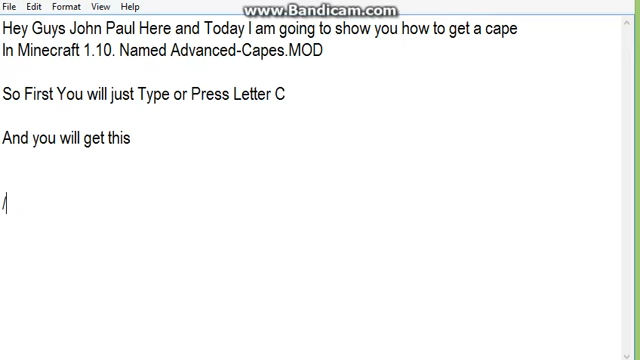 www.Bandicam.com
File Edit Format View Help
Hey Guys John Paul Here and Today I am going to show you how to get a cape
In Minecraft 1.10. Named Advanced-Capes.MOD
So First You will just Type or Press Letter C
And you will get this
/